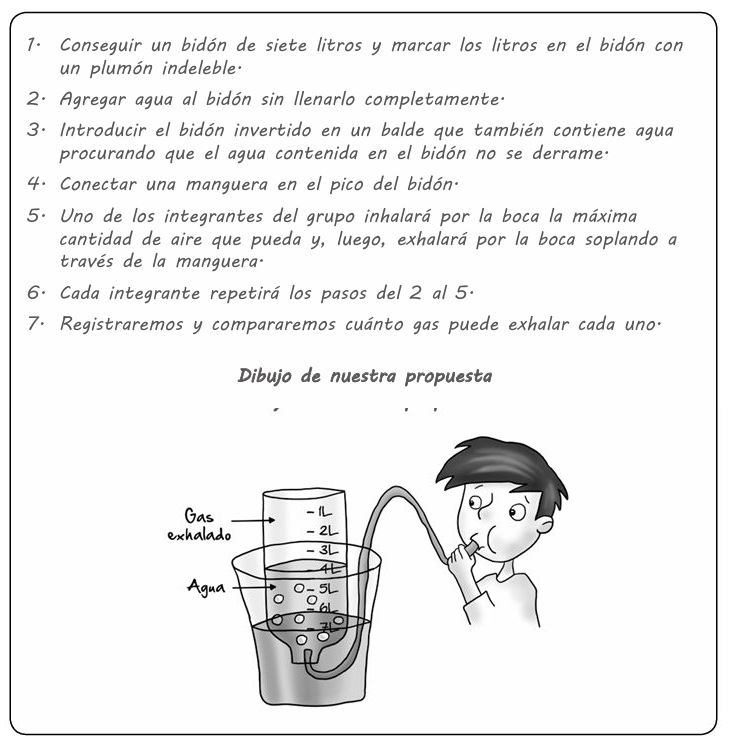 1. Conseguir un bidón de siete litros y marcar los litros en el bidón con
un plumón indeleble.
2. Agregar agua al bidón sin llenarlo completamente.
3. Introducir el bidón invertido en un balde que también contiene agua
procurando que el agua contenida en el bidón no se derrame.
4. Conectar una manguera en el pico del bidón.
5. Uno de los integrantes del grupo inhalará por la boca la máxima
cantidad de aire que pueda y, luego, exhalará por la boca soplando a
través de la manguera.
6. Cada integrante repetirá los pasos del 2 al 5.
7. Registraremos y compararemos cuánto gas puede exhalar cada uno.
Dibujo de nuestra propuesta
Gas
exhalado
Agua
- 1L
- 2L
- 3L
- 4L
- 5L
- 6L
- 7L